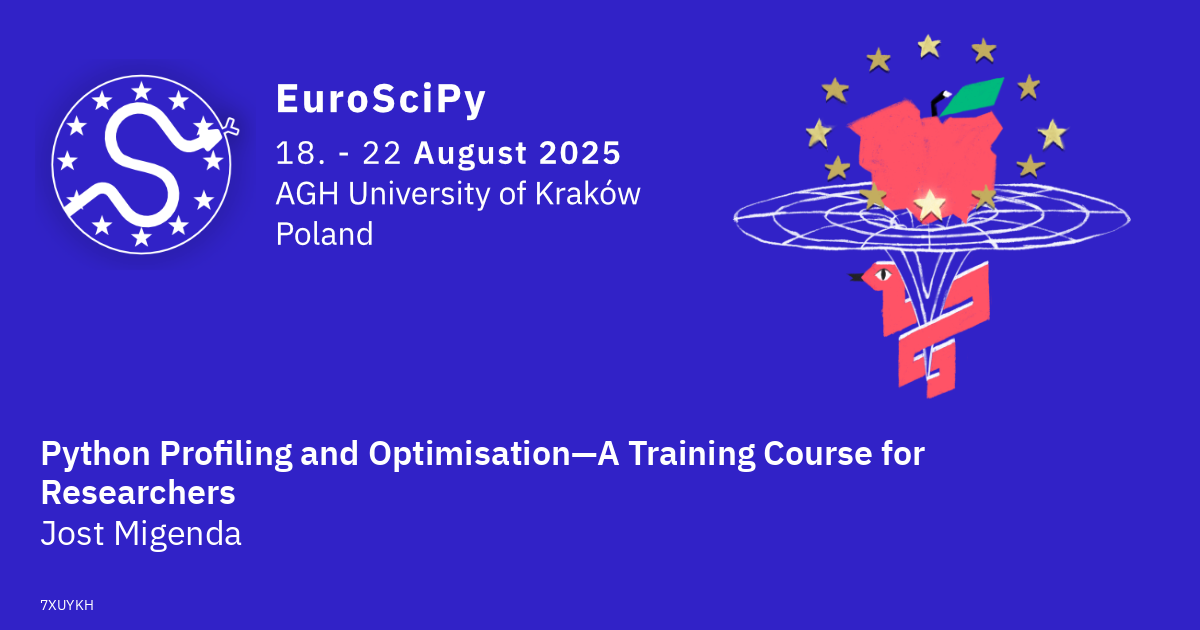 EuroSciPy
18. - 22 August 2025
AGH University of Kraków
Poland
Python Profiling and Optimisation—A Training Course for
Researchers
Jost Migenda
7XUYKH